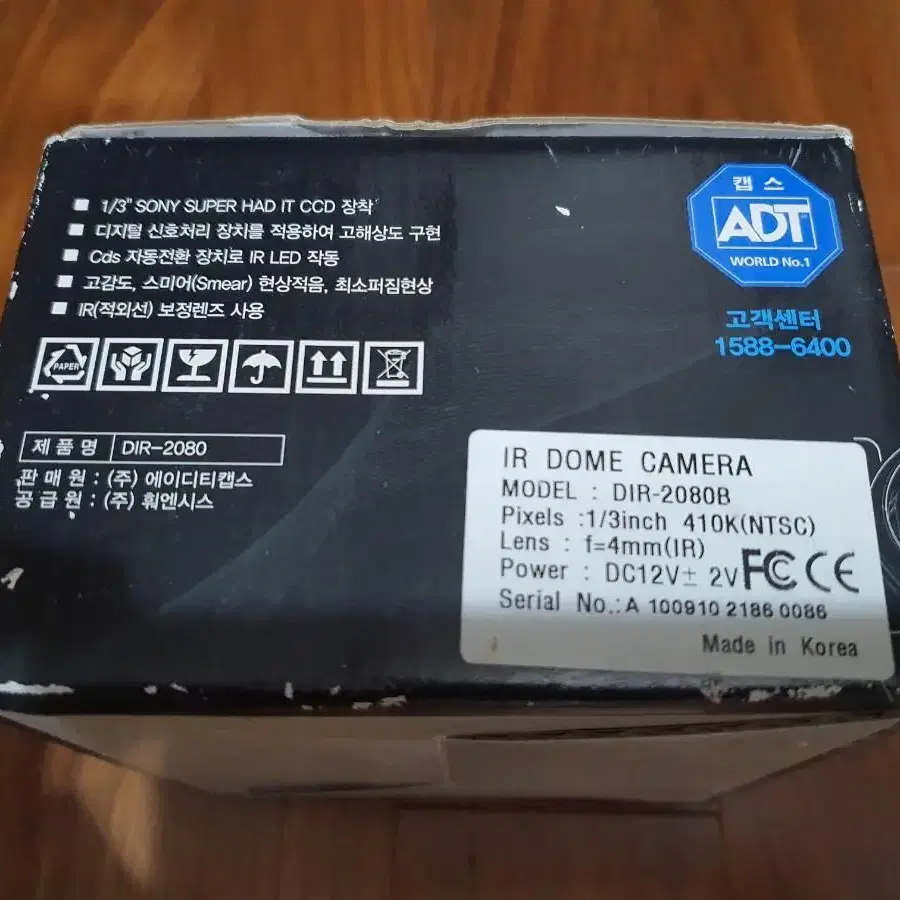 ■ 1/3" SONY SUPER HAD IT CCD 장착
■ 디지털 신호처리 장치를 적용하여 고해상도 구현
■ Cds 자동전환 장치로 IR LED 작동
■ 고감도, 스미어(Smear) 현상적음, 최소퍼짐현상
■ IR(적외선) 보정렌즈 사용
PAPER
제 품 명 DIR-2080
판 매 원 : (주) 에이디티캡스
공 급 원 : (주) 훠엔시스
캡 스
ADT
WORLD No.1
고객센터
1588-6400
IR DOME CAMERA
MODEL : DIR-2080B
Pixels :1/3inch 410K(NTSC)
Lens : f=4mm(IR)
Power : DC12V± 2V FC CE
Serial No.:A 100910 2186 0086
Made in Korea